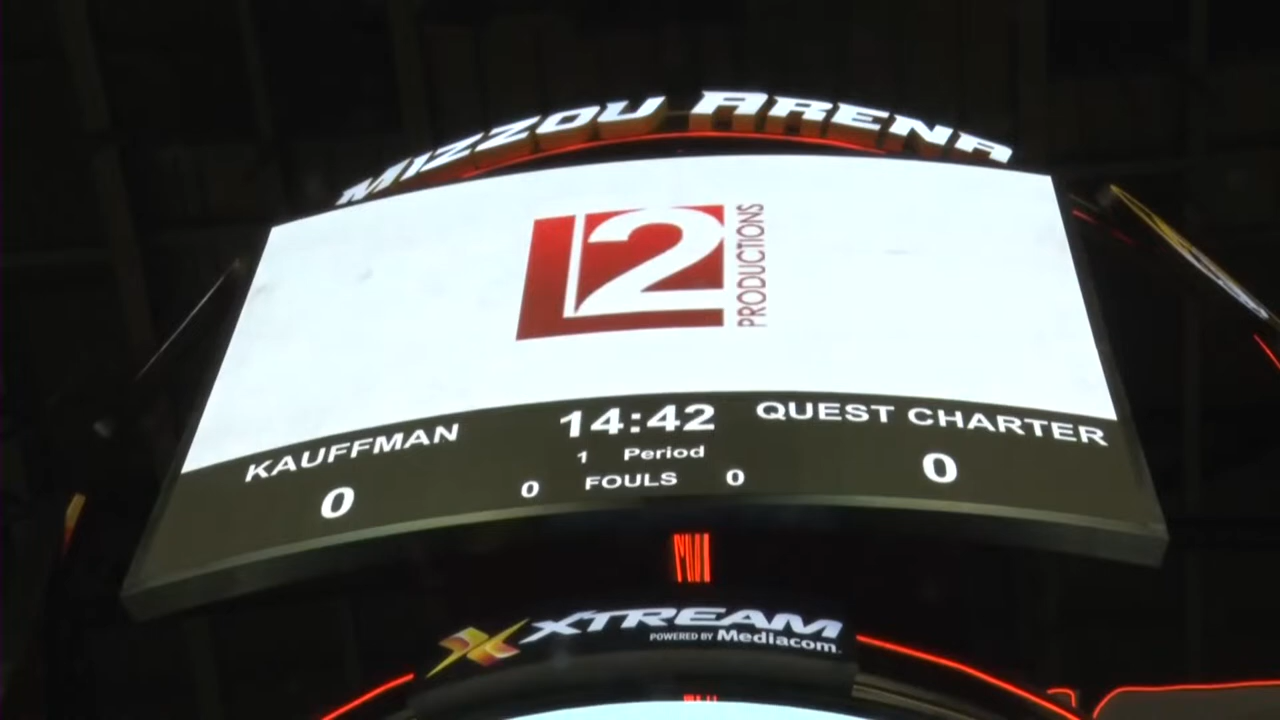 MIZZOU ARENA
L2 PRODUCTIONS
KAUFFMAN 14:42 QUEST CHARTER
1 Period
0 0 FOULS 0 0
XTREAM
POWERED BY Mediacom